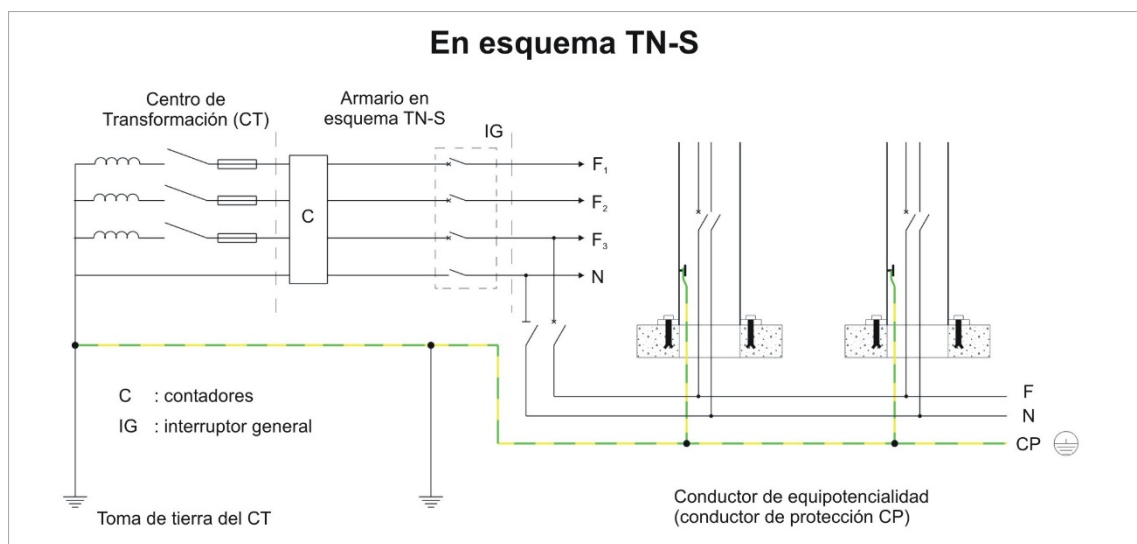 En esquema TN-S
Centro de
Transformación (CT)
Armario en
esquema TN-S
IG
F₁
F₂
C
F₃
N
C : contadores
IG : interruptor general
F
N
CP
Toma de tierra del CT
Conductor de equipotencialidad
(conductor de protección CP)